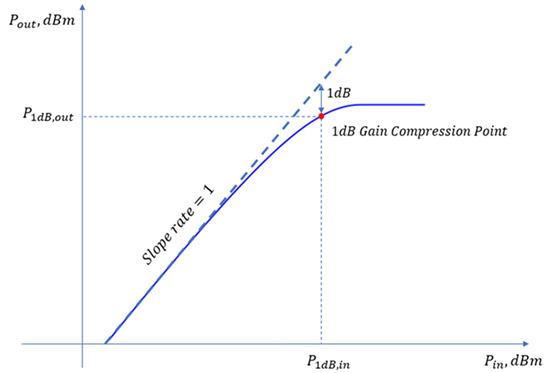 P_out, dBm
1dB
P_1dB,out
1dB Gain Compression Point
Slope rate = 1
P_1dB,in
P_in, dBm